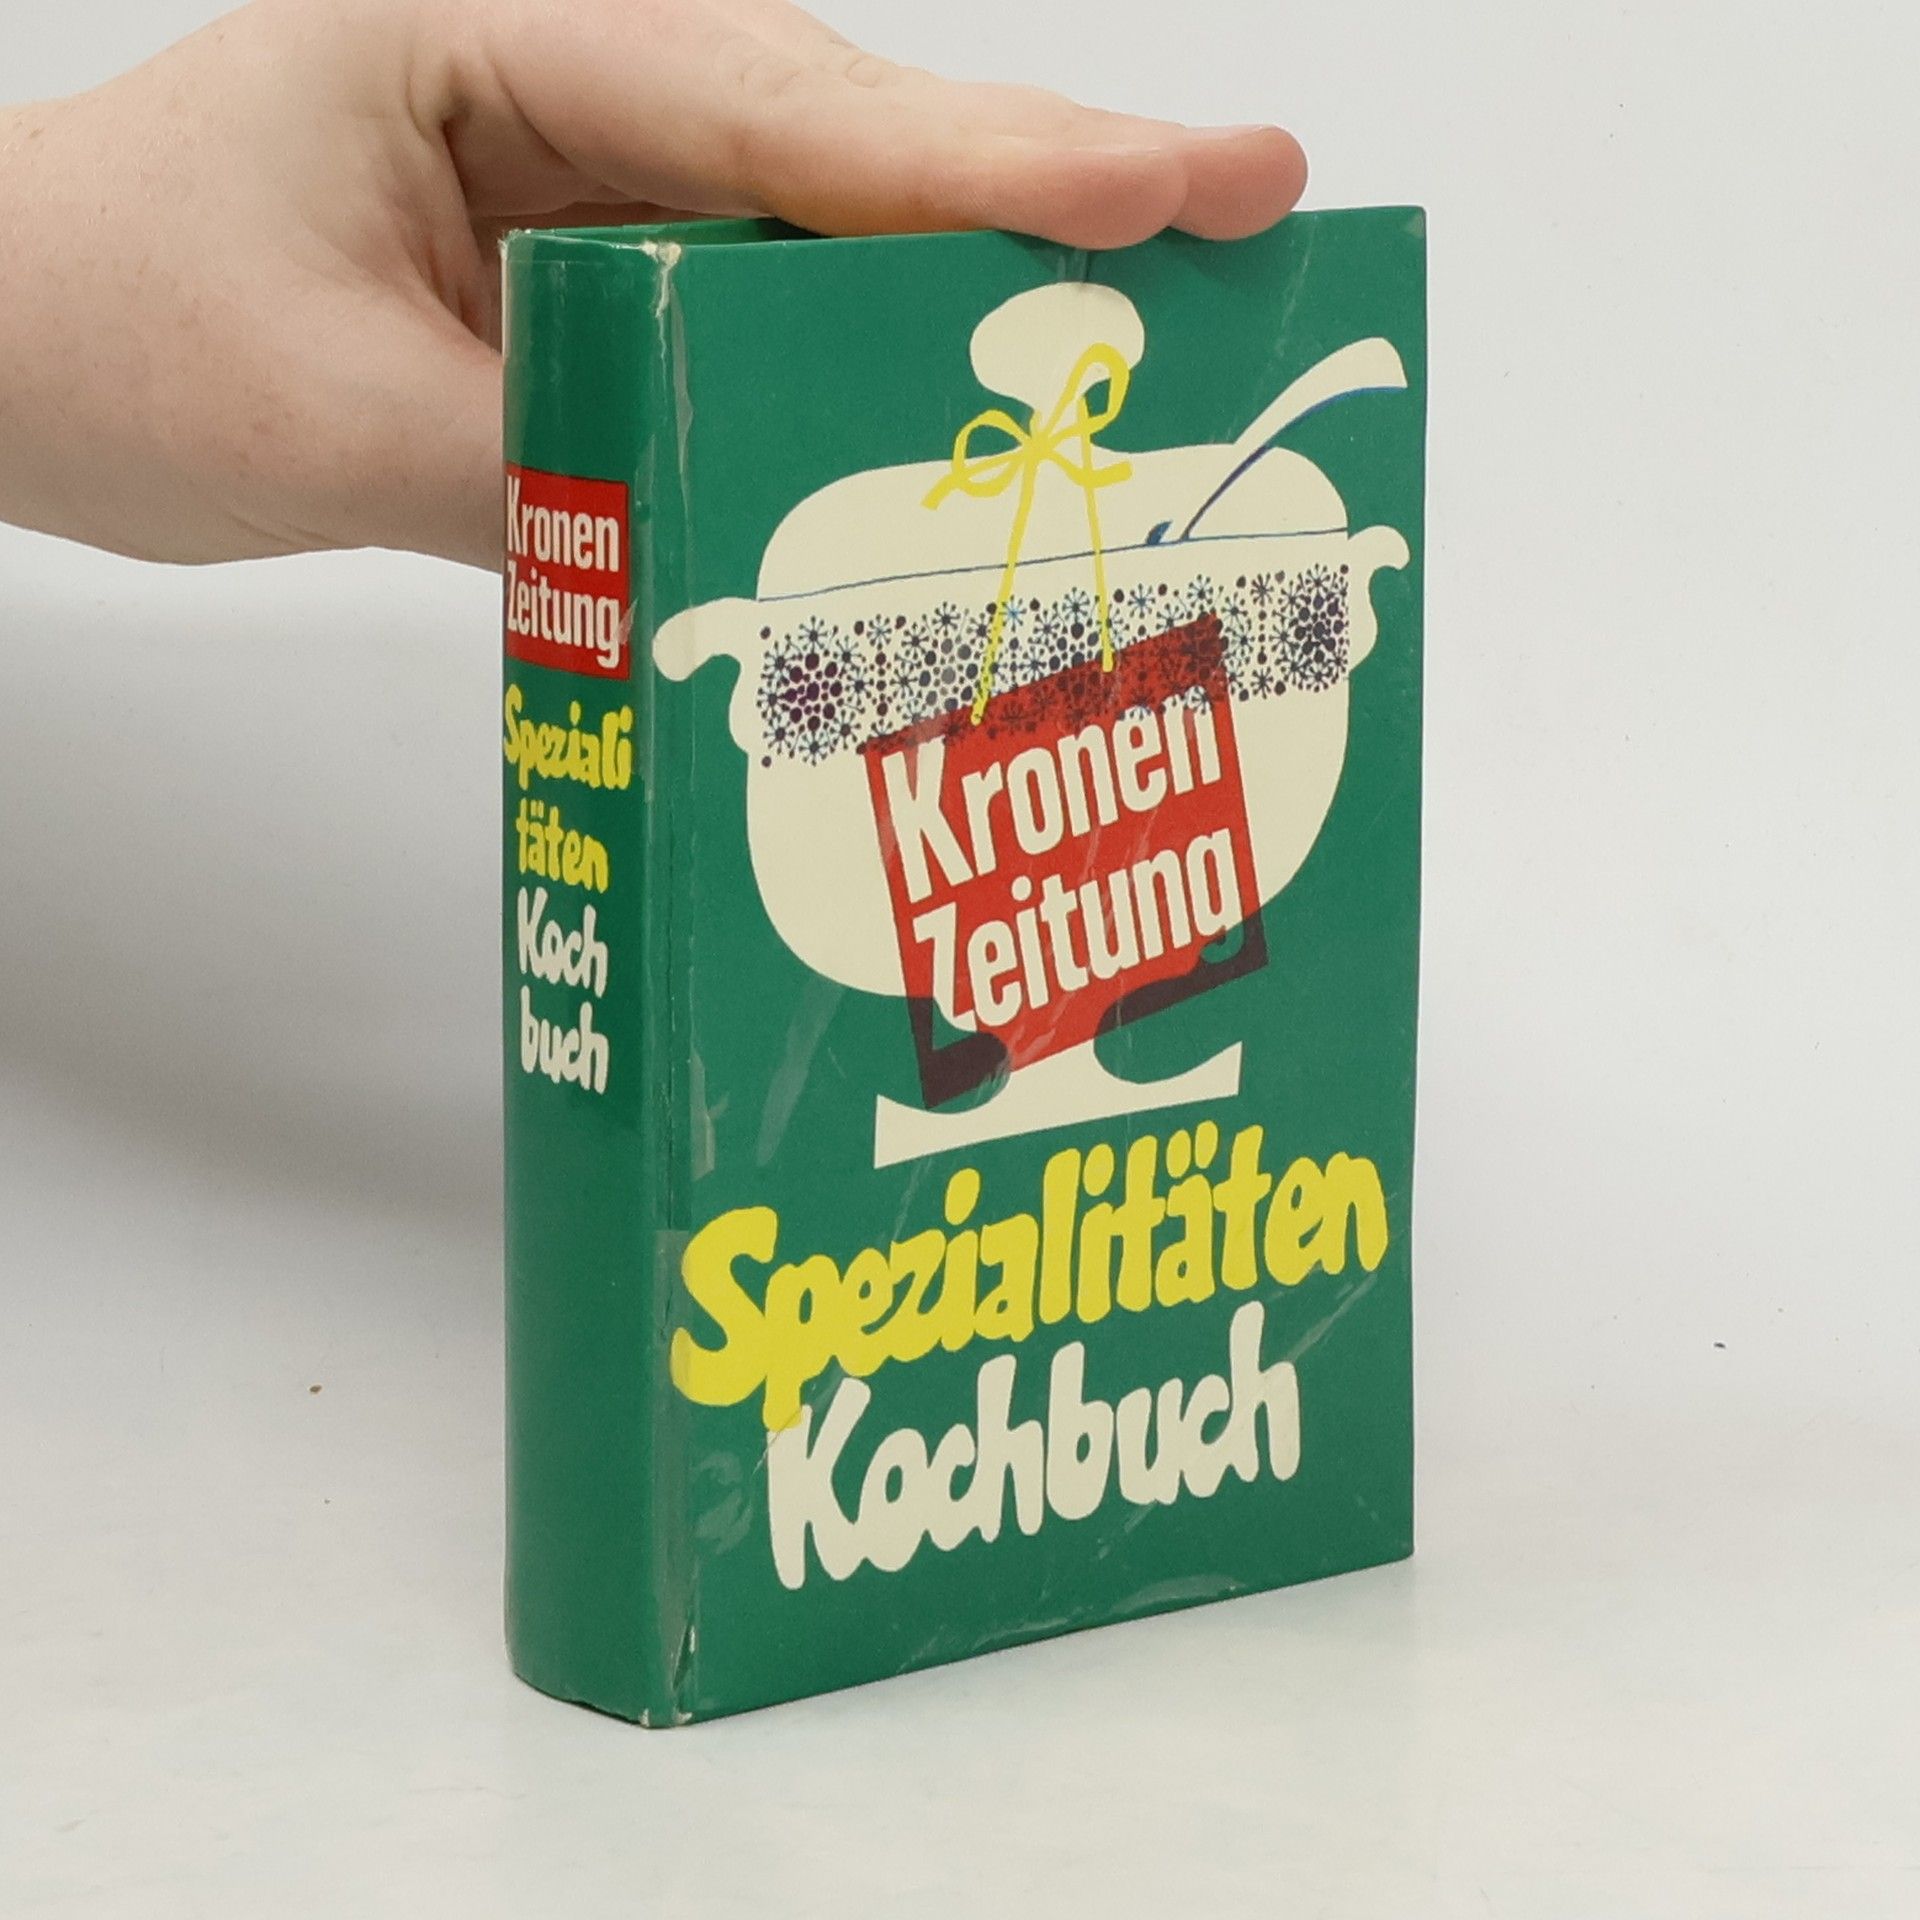 Kronen
Zeitung
Speziali
täten
Koch
buch
Kronen
Zeitung
Spezialitäten
Kochbuch